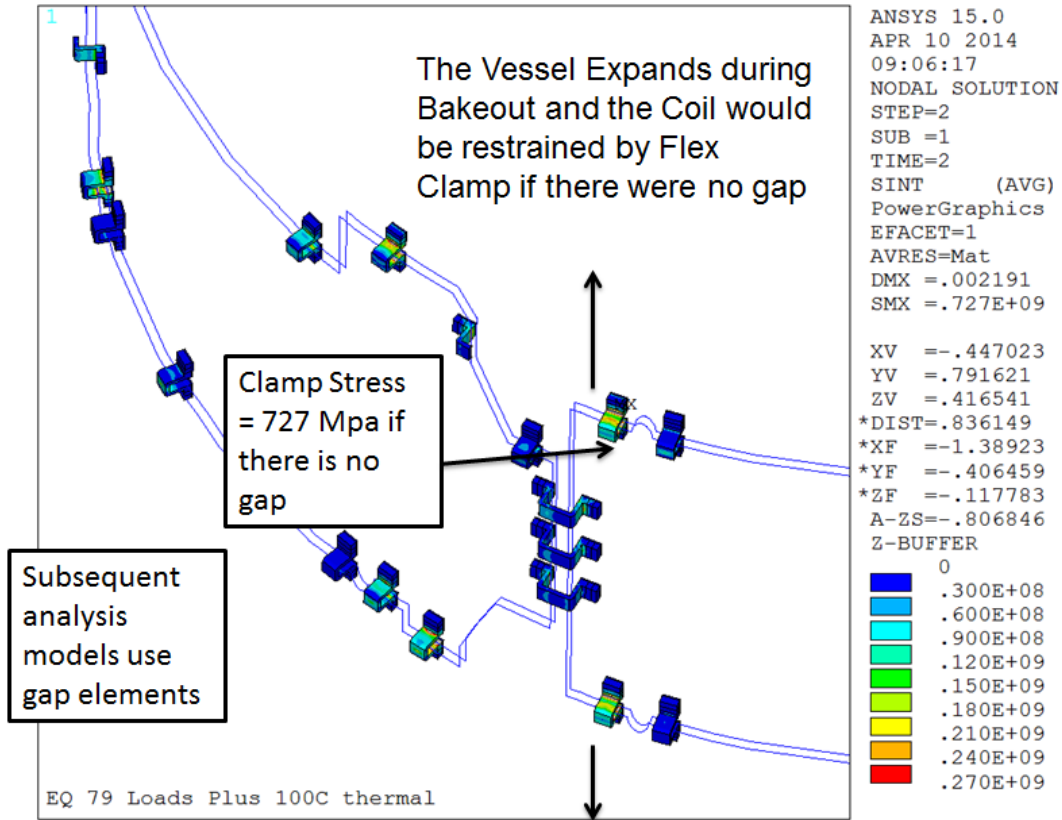 1
The Vessel Expands during
Bakeout and the Coil would
be restrained by Flex
Clamp if there were no gap
Clamp Stress
= 727 Mpa if
there is no
gap
X
Subsequent
analysis
models use
gap elements
EQ 79 Loads Plus 100C thermal
ANSYS 15.0
APR 10 2014
09:06:17
NODAL SOLUTION
STEP=2
SUB =1
TIME=2
SINT (AVG)
PowerGraphics
EFACET=1
AVRES=Mat
DMX =.002191
SMX =.727E+09
XV =-.447023
YV =.791621
ZV =.416541
*DIST=.836149
*XF =-1.38923
*YF =-.406459
*ZF =-.117783
A-ZS=-.806846
Z-BUFFER
0
.300E+08
.600E+08
.900E+08
.120E+09
.150E+09
.180E+09
.210E+09
.240E+09
.270E+09